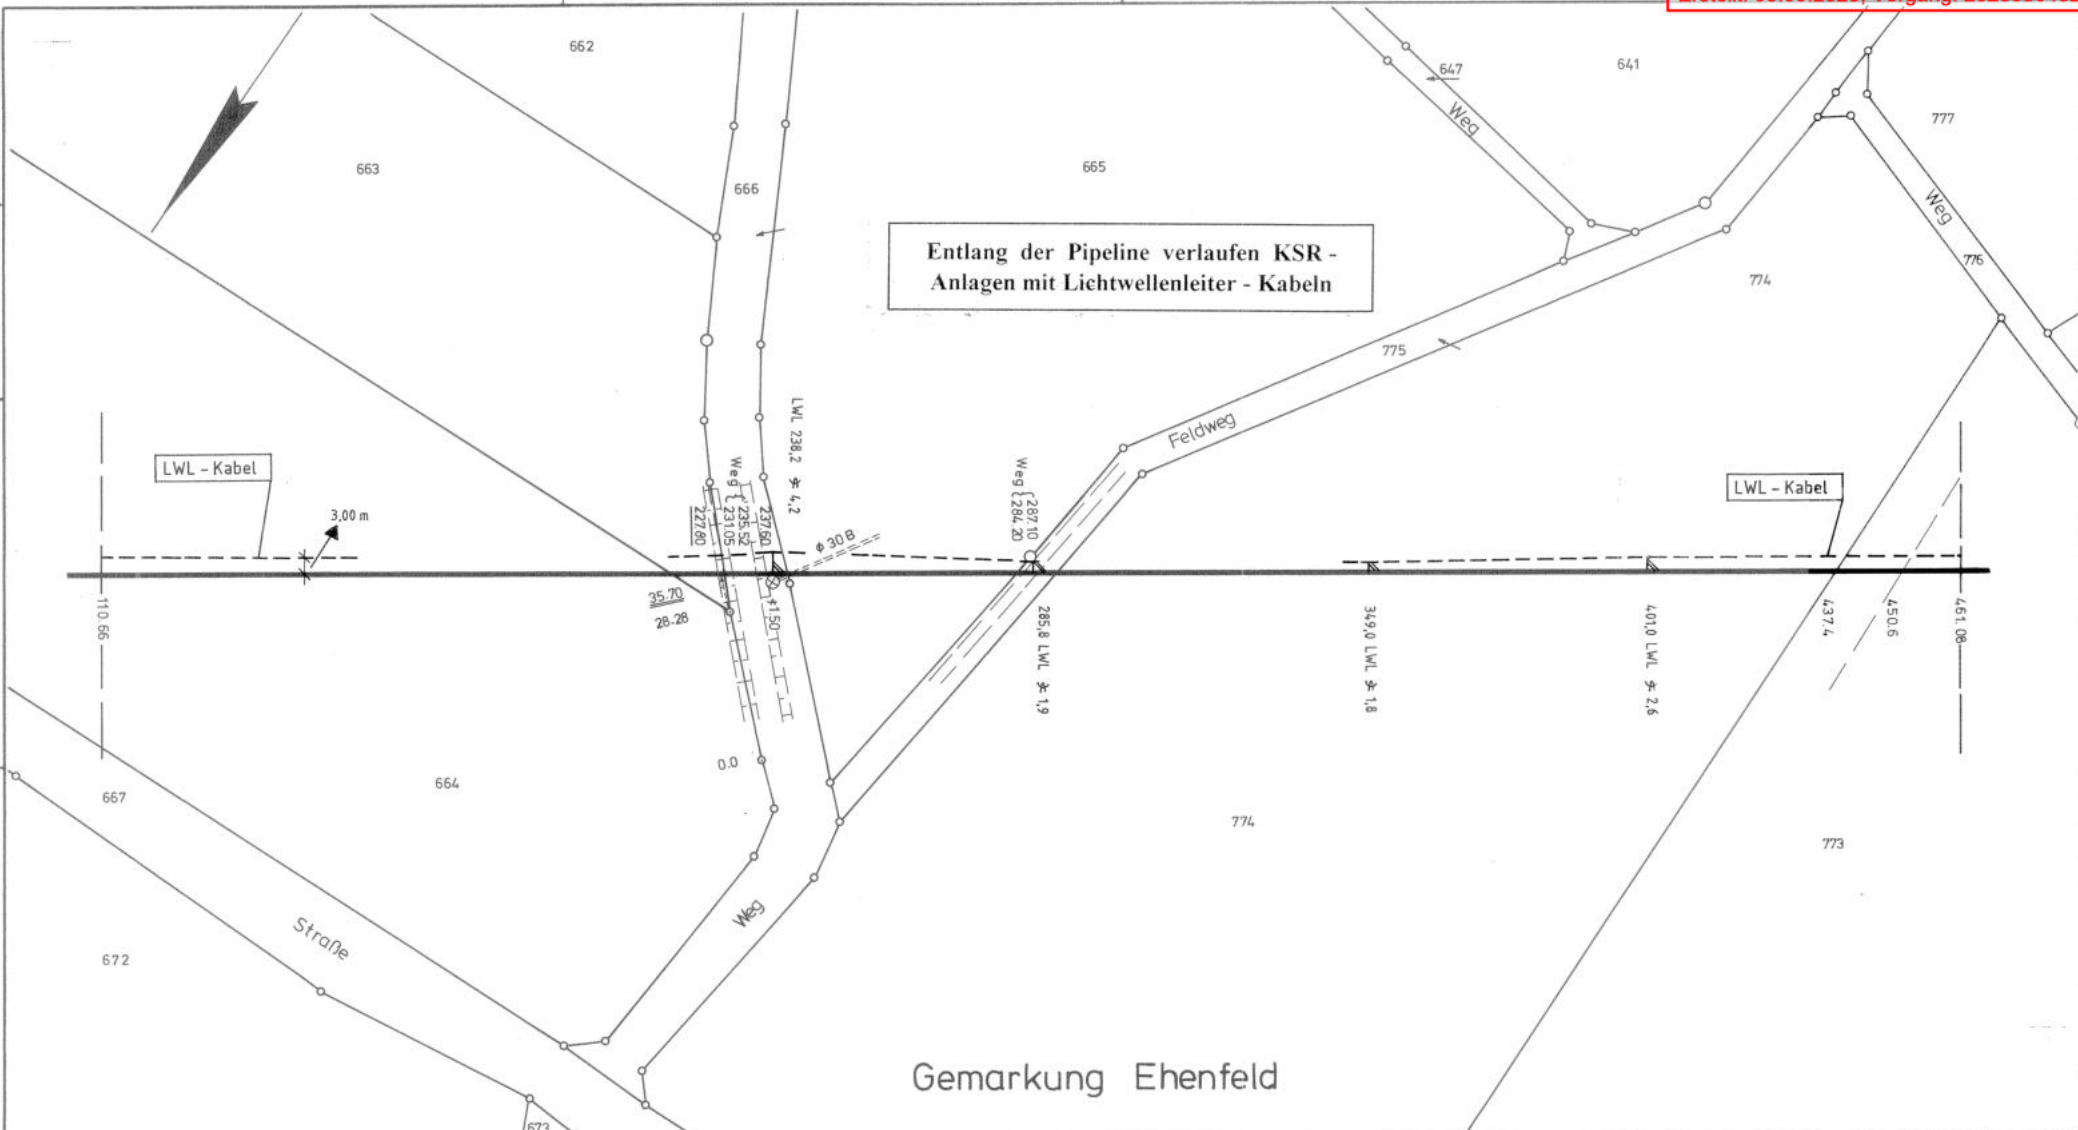 662
647
641
777
663
666
665
Weg
Weg
Entlang der Pipeline verlaufen KSR -
Anlagen mit Lichtwellenleiter - Kabeln
776
774
775
Feldweg
LWL 238,2 ∦ 4,2
LWL - Kabel
LWL - Kabel
3,00 m
Weg {
227.80
231.05
235.52
237.60
ϕ 30 B
Weg {
287.10
284.20
110.66
35.70
28.28
1.50
285,8 LWL ∦ 1,9
349,0 LWL ∦ 1,8
401,0 LWL ∦ 2,6
437.4
450.6
461.08
0.0
664
667
774
773
Weg
Straße
672
Gemarkung Ehenfeld
673